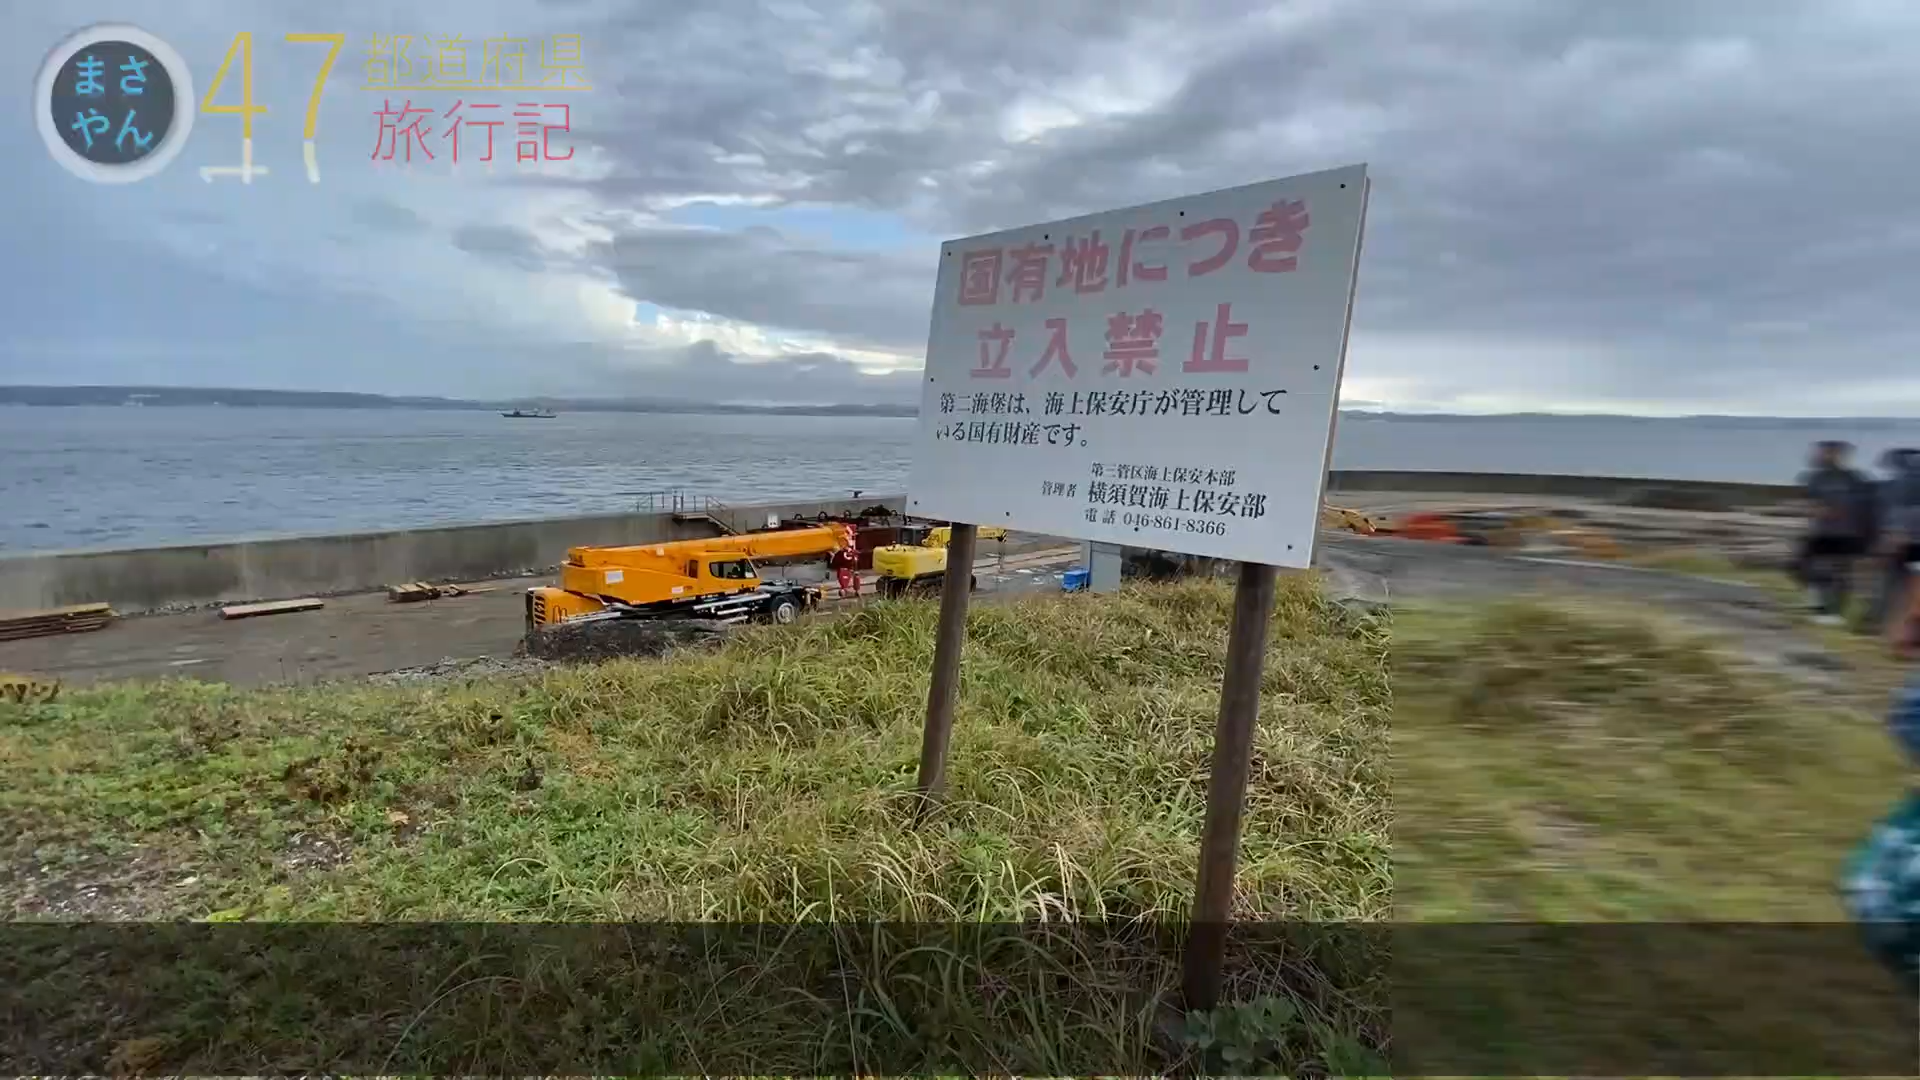 まさ
やん
47
都道府県
旅行記
国有地につき
立入禁止
第二海堡は、海上保安庁が管理して
いる国有財産です。
第三管区海上保安本部
管理者 横須賀海上保安部
電話 046-861-8366